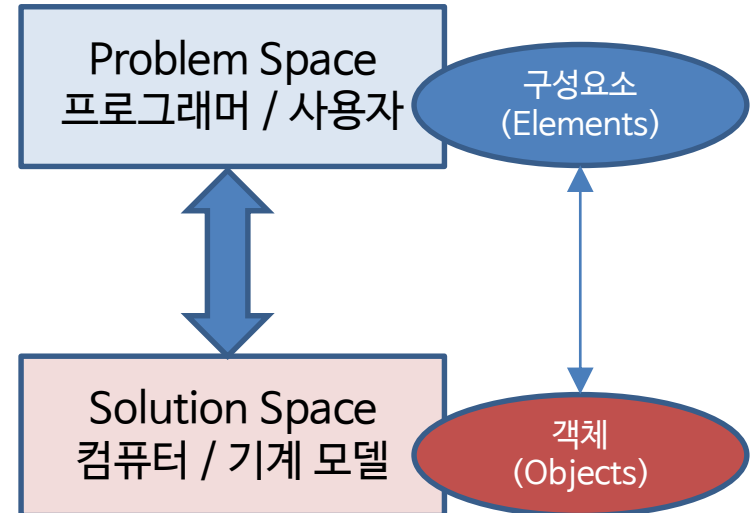 Problem Space
프로그래머 / 사용자
구성요소
(Elements)
Solution Space
컴퓨터 / 기계 모델
객체
(Objects)